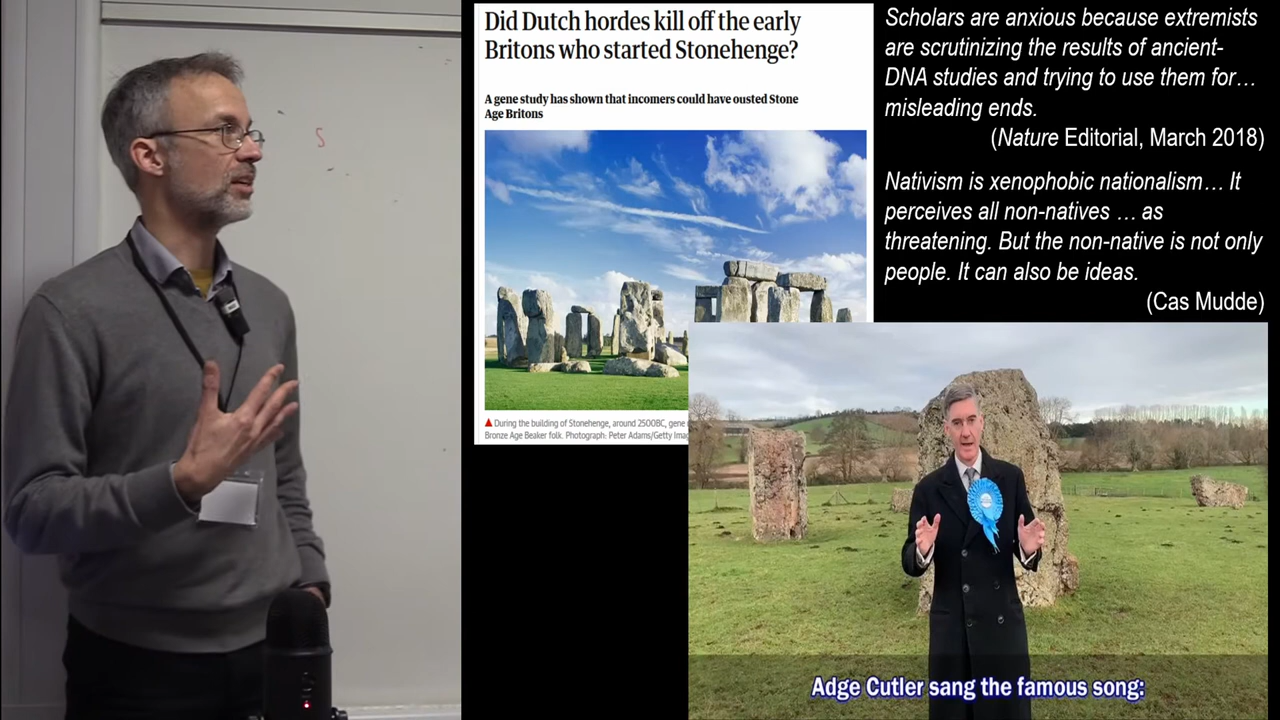 Did Dutch hordes kill off the early
Britons who started Stonehenge?
A gene study has shown that incomers could have ousted Stone
Age Britons
During the building of Stonehenge, around 2500BC, gene
Bronze Age Beaker folk. Photograph: Peter Adams/Getty
Scholars are anxious because extremists
are scrutinizing the results of ancient-
DNA studies and trying to use them for…
misleading ends.
(Nature Editorial, March 2018)
Nativism is xenophobic nationalism… It
perceives all non-natives … as
threatening. But the non-native is not only
people. It can also be ideas.
(Cas Mudde)
Adge Cutler sang the famous song: